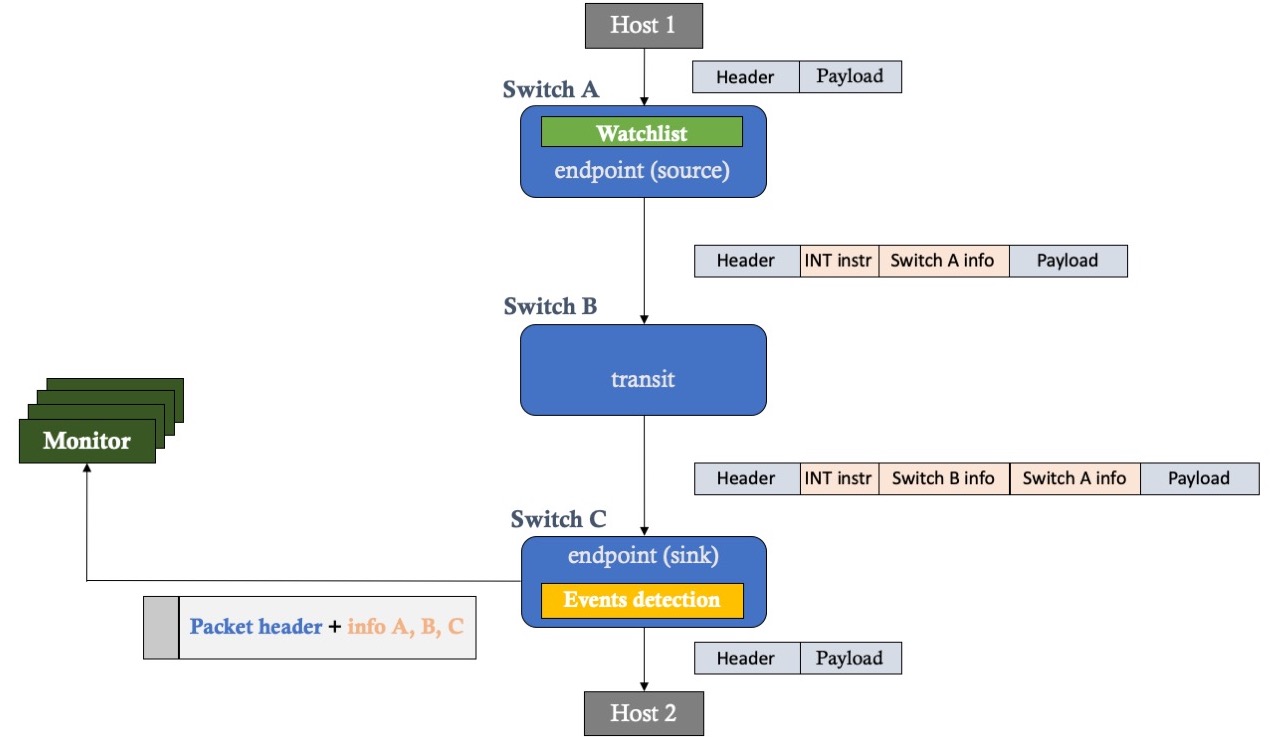 Host 1
Header Payload
Switch A
Watchlist
endpoint (source)
Header INT instr Switch A info Payload
Switch B
transit
Monitor
Header INT instr Switch B info Switch A info Payload
Switch C
endpoint (sink)
Events detection
Packet header + info A, B, C
Header Payload
Host 2